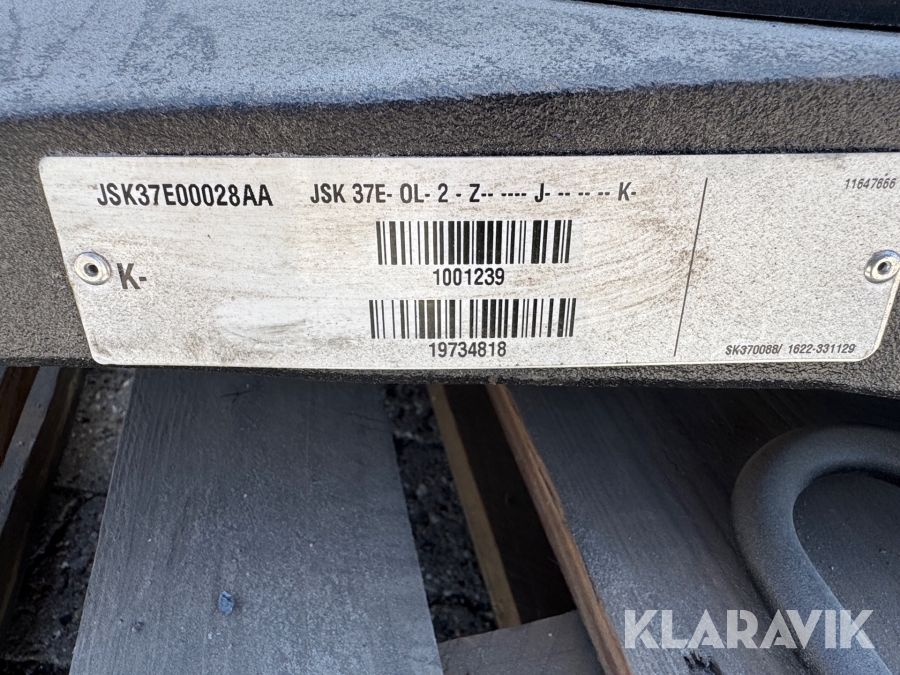 JSK37E00028AA JSK 37E- OL- 2 - Z-- ---- J- -- -- -- K-
11647666
K-
1001239
19734818
SK370088/ 1622-331129
KLARAVIK